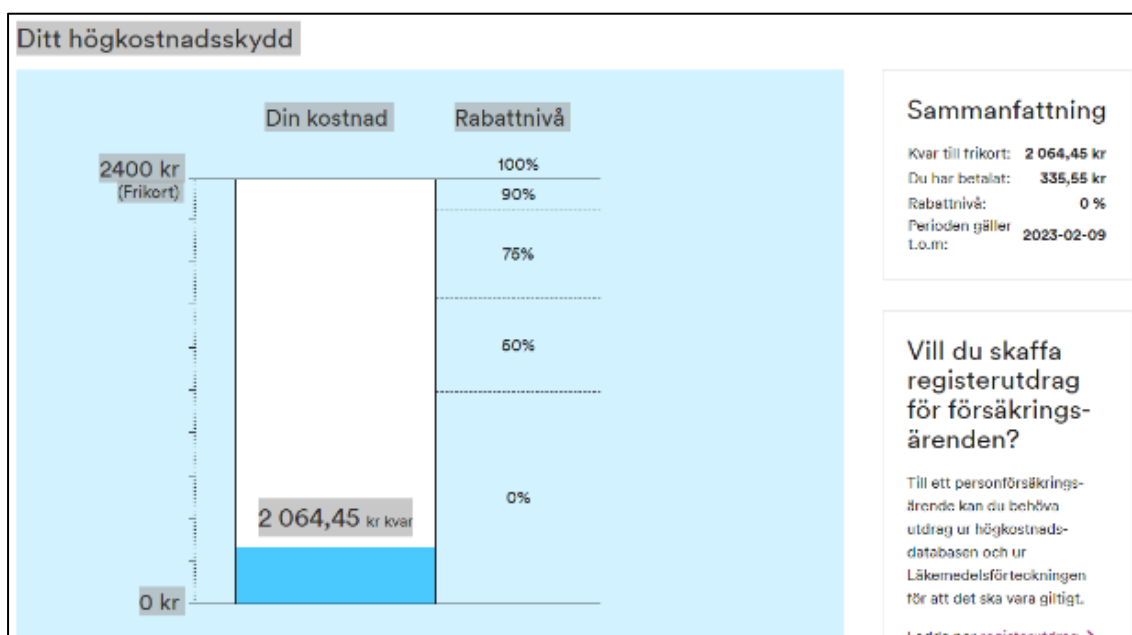 Ditt högkostnadsskydd
Din kostnad
Rabattnivå
2400 kr
(Frikort)
100%
90%
75%
50%
0%
2 064,45 kr kvar
0 kr
Sammanfattning
Kvar till frikort: 2 064,45 kr
Du har betalat: 335,55 kr
Rabattnivå: 0 %
Perioden gäller
t.o.m: 2023-02-09
Vill du skaffa
registerutdrag
för försäkrings-
ärenden?
Till ett personförsäkrings-
ärende kan du behöva
utdrag ur högkostnads-
databasen och ur
Läkemedelsförteckningen
för att det ska vara giltigt.